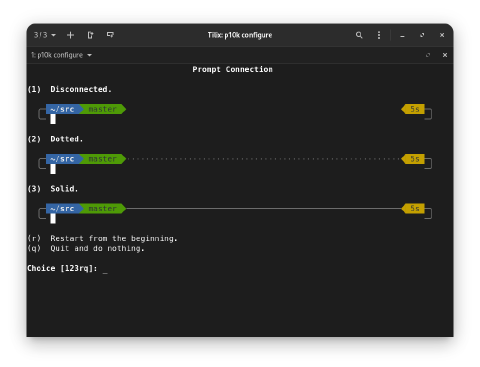 3 / 3
Tilix: p10k configure
1: p10k configure
Prompt Connection
(1) Disconnected.
~/src master 5s
(2) Dotted.
~/src master 5s
(3) Solid.
~/src master 5s
(r) Restart from the beginning.
(q) Quit and do nothing.
Choice [123rq]: _